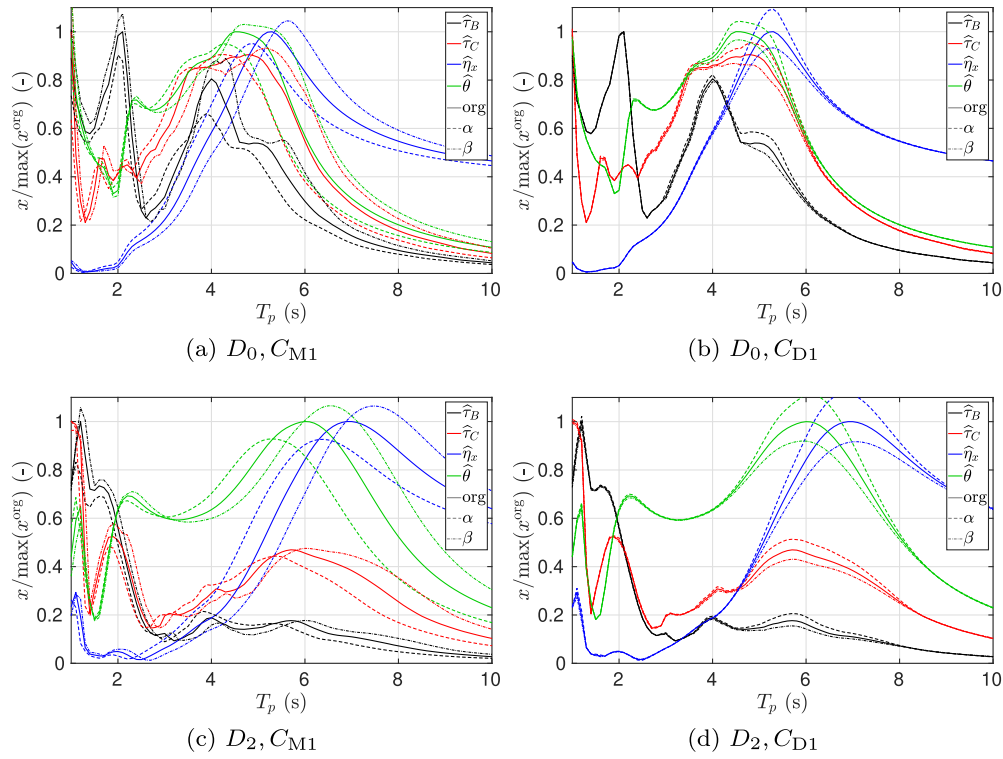 x/max(x^org) (-)
1
0.8
0.6
0.4
0.2
0
2 4 6 8 10
T_p (s)
τ̂_B
τ̂_C
η̂_x
θ̂
org
α
β
(a) D_0, C_M1
x/max(x^org) (-)
1
0.8
0.6
0.4
0.2
0
2 4 6 8 10
T_p (s)
τ̂_B
τ̂_C
η̂_x
θ̂
org
α
β
(b) D_0, C_D1
x/max(x^org) (-)
1
0.8
0.6
0.4
0.2
0
2 4 6 8 10
T_p (s)
τ̂_B
τ̂_C
η̂_x
θ̂
org
α
β
(c) D_2, C_M1
x/max(x^org) (-)
1
0.8
0.6
0.4
0.2
0
2 4 6 8 10
T_p (s)
τ̂_B
τ̂_C
η̂_x
θ̂
org
α
β
(d) D_2, C_D1